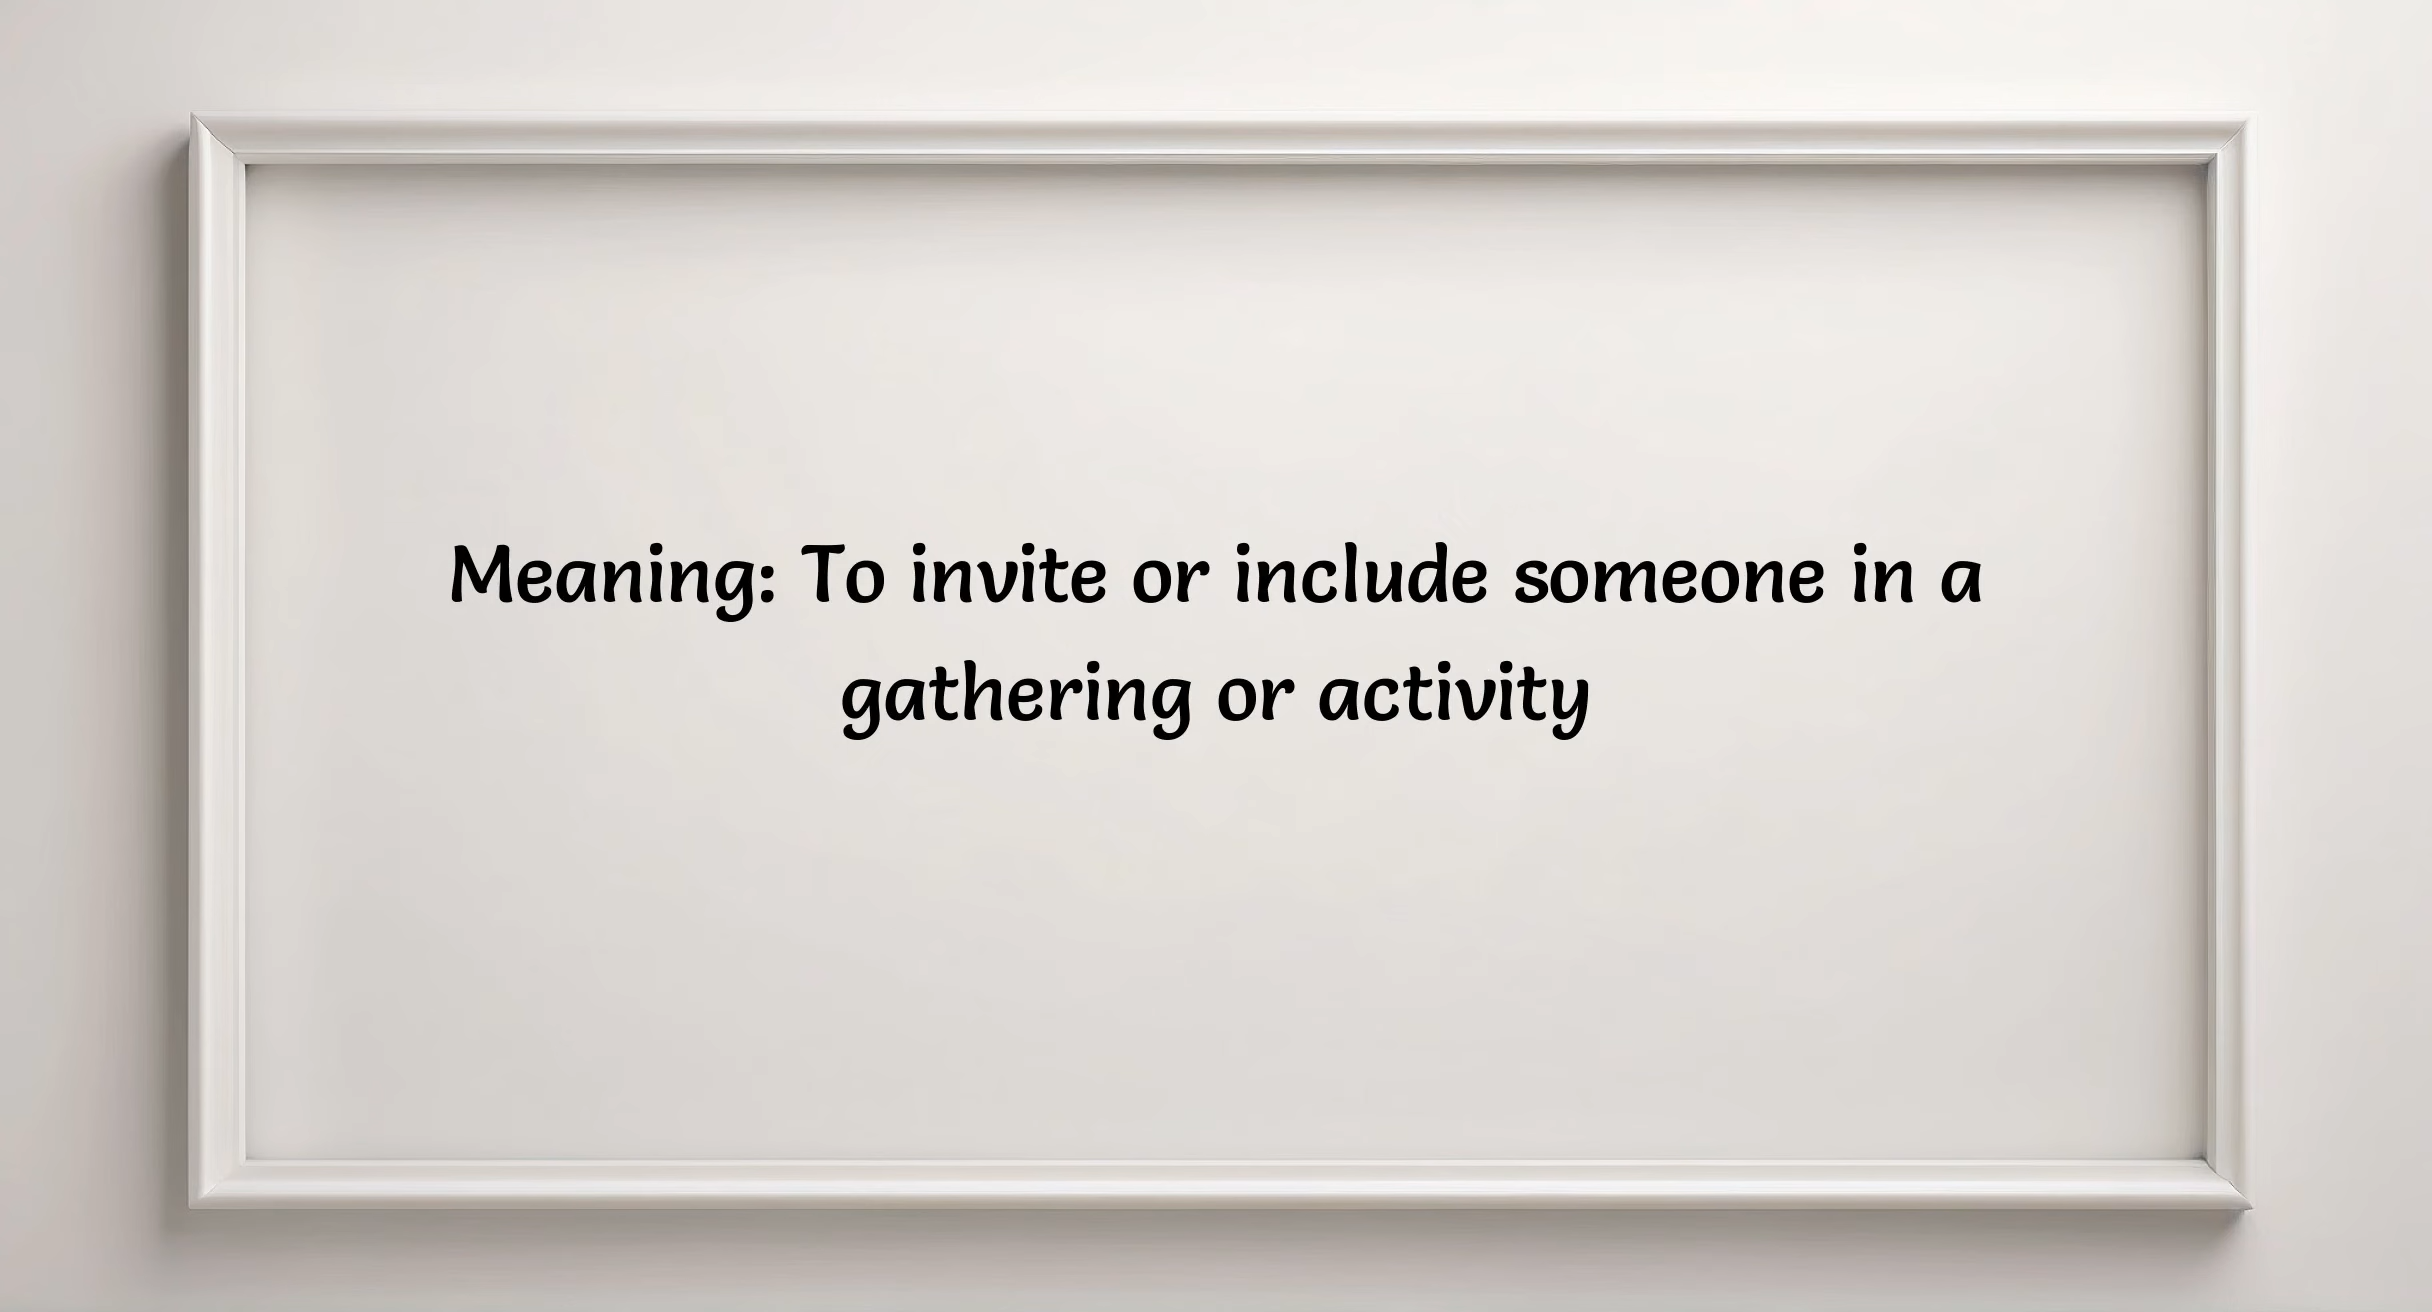 Meaning: To invite or include someone in a
gathering or activity